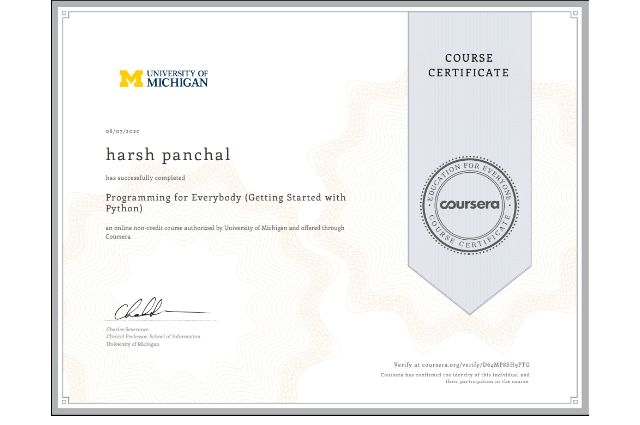 UNIVERSITY OF
MICHIGAN
COURSE
CERTIFICATE
06/07/2020
harsh panchal
has successfully completed
Programming for Everybody (Getting Started with
Python)
an online non-credit course authorized by University of Michigan and offered through
Coursera
EDUCATION FOR EVERYONE
coursera
COURSE CERTIFICATE
Charles Severance
Clinical Professor, School of Information
University of Michigan
Verify at coursera.org/verify/
Coursera has confirmed the identity of this individual and
their participation in the course.